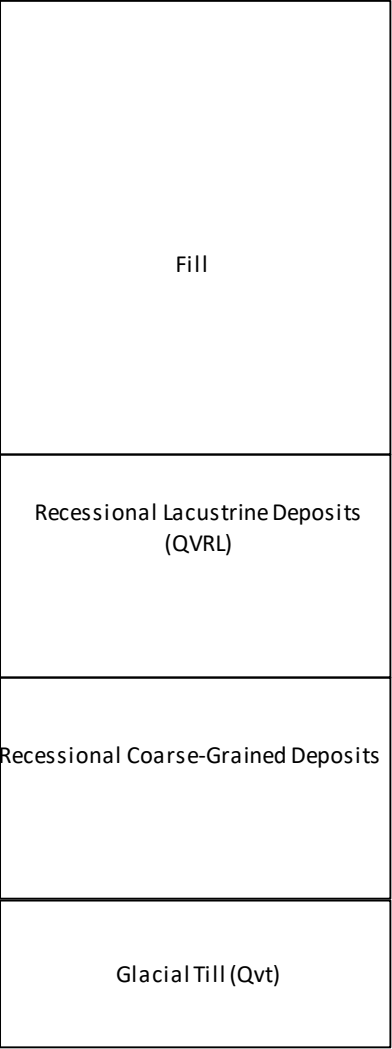 Fill
Recessional Lacustrine Deposits
(QVRL)
Recessional Coarse-Grained Deposits
Glacial Till (Qvt)